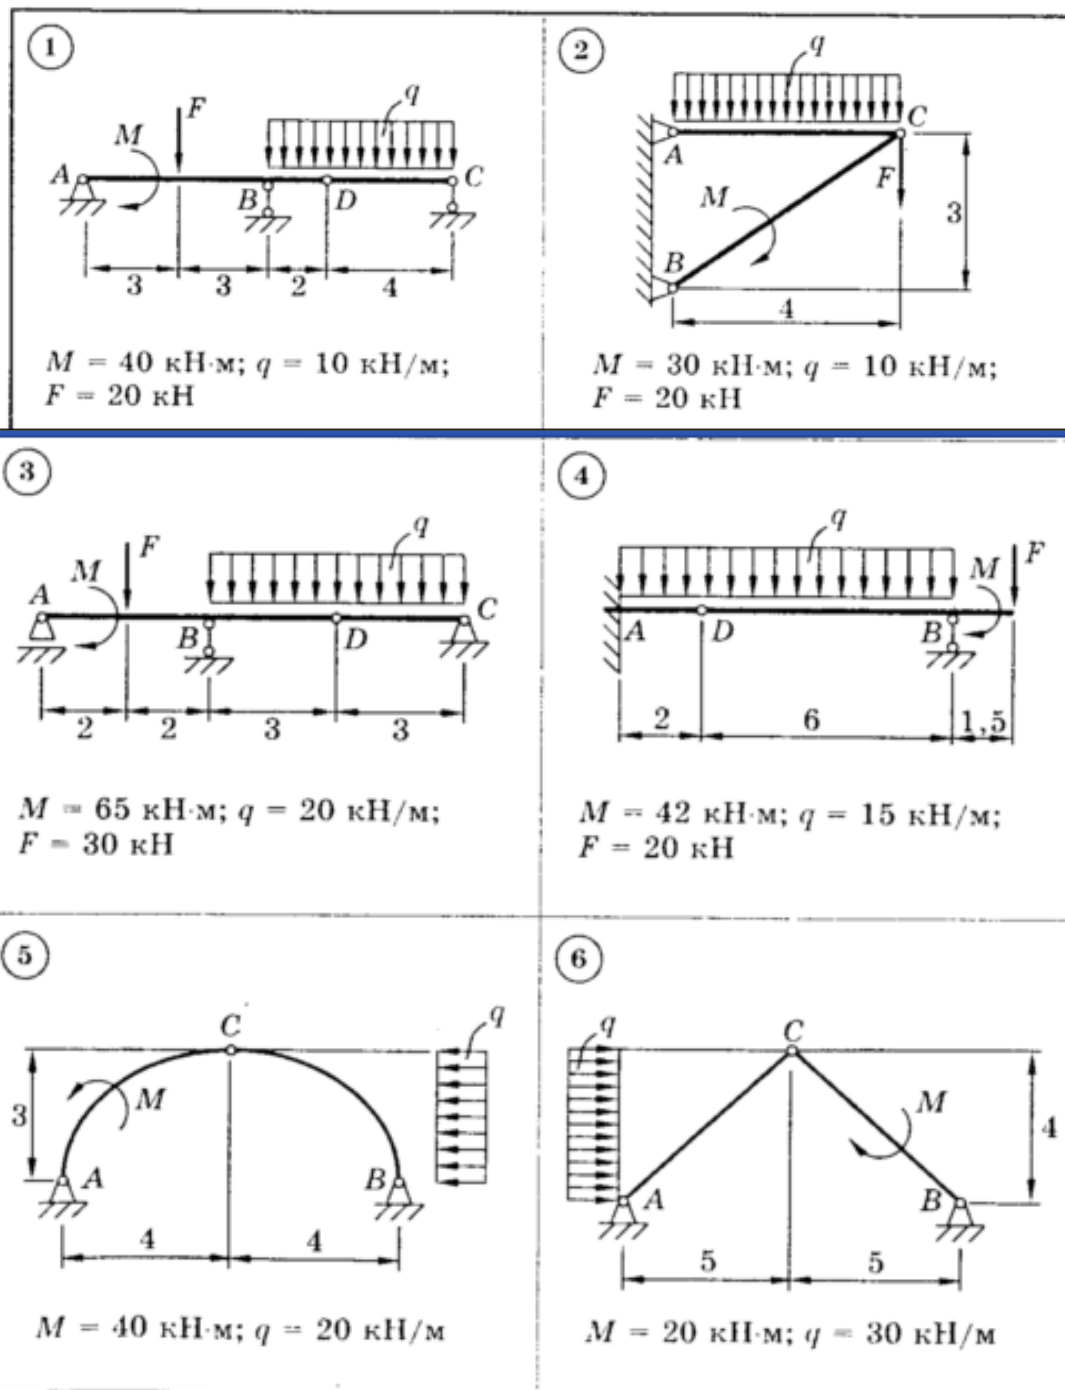 1
F
M
q
A
B
D
C
3
3
2
4
M = 40 кН·м; q = 10 кН/м;
F = 20 кН
2
q
C
A
F
M
3
B
4
M = 30 кН·м; q = 10 кН/м;
F = 20 кН
3
q
F
M
A
C
B
D
2
2
3
3
M = 65 кН·м; q = 20 кН/м;
F = 30 кН
4
q
F
M
A
D
B
2
6
1,5
M = 42 кН·м; q = 15 кН/м;
F = 20 кН
5
q
C
M
3
A
B
4
4
M = 40 кН·м; q = 20 кН/м
6
q
C
M
4
A
B
5
5
M = 20 кН·м; q = 30 кН/м